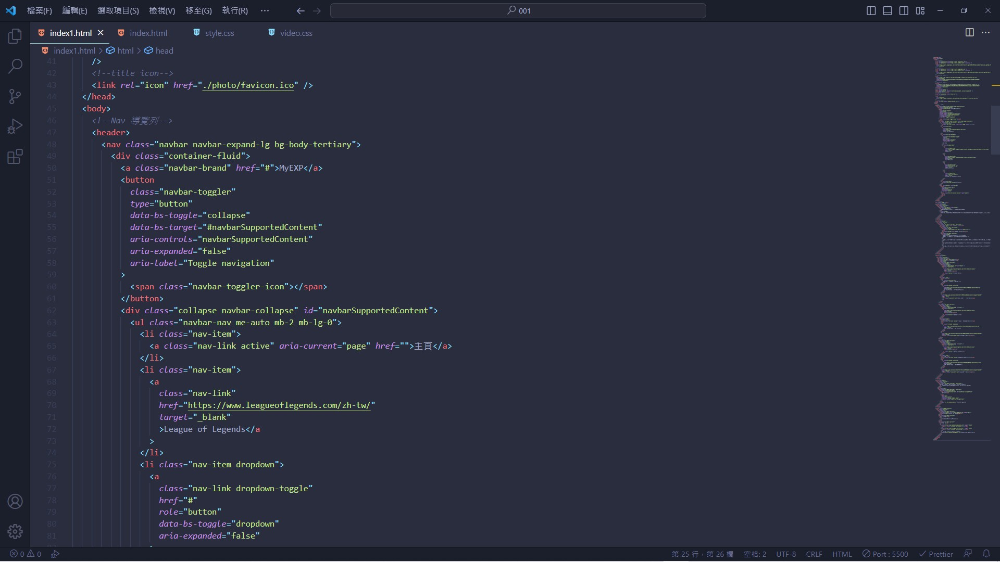 檔案(F) 編輯(E) 選取項目(S) 檢視(V) 移至(G) 執行(R) ··· 001
index1.html index.html style.css video.css
index1.html > html > head
41 />
42 <!--title icon-->
43 <link rel="icon" href="./photo/favicon.ico" />
44 </head>
45 <body>
46 <!--Nav 導覽列-->
47 <header>
48 <nav class="navbar navbar-expand-lg bg-body-tertiary">
49 <div class="container-fluid">
50 <a class="navbar-brand" href="#">MyEXP</a>
51 <button
52 class="navbar-toggler"
53 type="button"
54 data-bs-toggle="collapse"
55 data-bs-target="#navbarSupportedContent"
56 aria-controls="navbarSupportedContent"
57 aria-expanded="false"
58 aria-label="Toggle navigation"
59 >
60 <span class="navbar-toggler-icon"></span>
61 </button>
62 <div class="collapse navbar-collapse" id="navbarSupportedContent">
63 <ul class="navbar-nav me-auto mb-2 mb-lg-0">
64 <li class="nav-item">
65 <a class="nav-link active" aria-current="page" href="">主頁</a>
66 </li>
67 <li class="nav-item">
68 <a
69 class="nav-link"
70 href="https://www.leagueoflegends.com/zh-tw/"
71 target="_blank"
72 >League of Legends</a
73 >
74 </li>
75 <li class="nav-item dropdown">
76 <a
77 class="nav-link dropdown-toggle"
78 href="#"
79 role="button"
80 data-bs-toggle="dropdown"
81 aria-expanded="false"
0 0 第 25 行，第 26 欄 空格: 2 UTF-8 CRLF HTML Port : 5500 Prettier